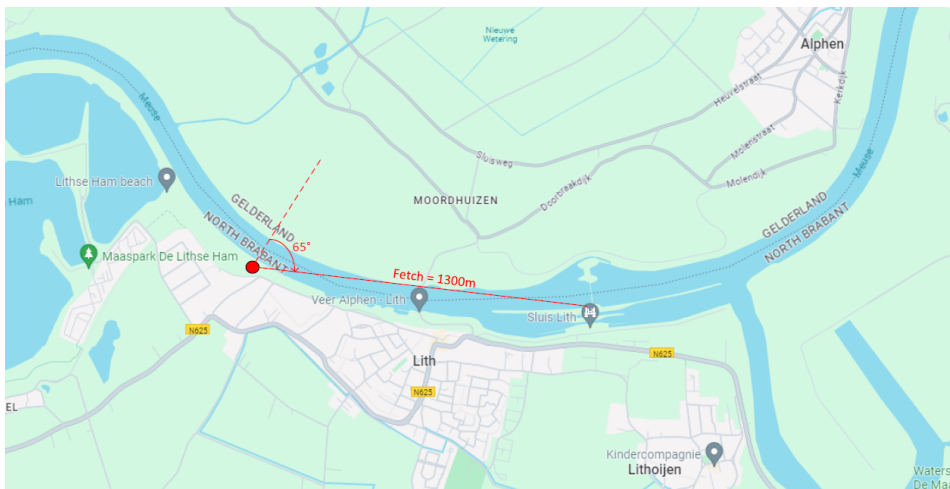 Nieuwe
Wetering
Alphen
Heuvelstraat
Kerkdijk
Meuse
Molenstraat
Sluisweg
Lithse Ham beach
Ham
MOORDHUIZEN
Doorbraakdijk
Molendijk
Meuse
GELDERLAND
NORTH BRABANT
GELDERLAND
NORTH BRABANT
65°
Maaspark De Lithse Ham
Fetch = 1300m
Veer Alphen - Lith
Sluis Lith
N625
N625
Lith
N625
EL
Kindercompagnie
Lithoijen
Waters
De Ma